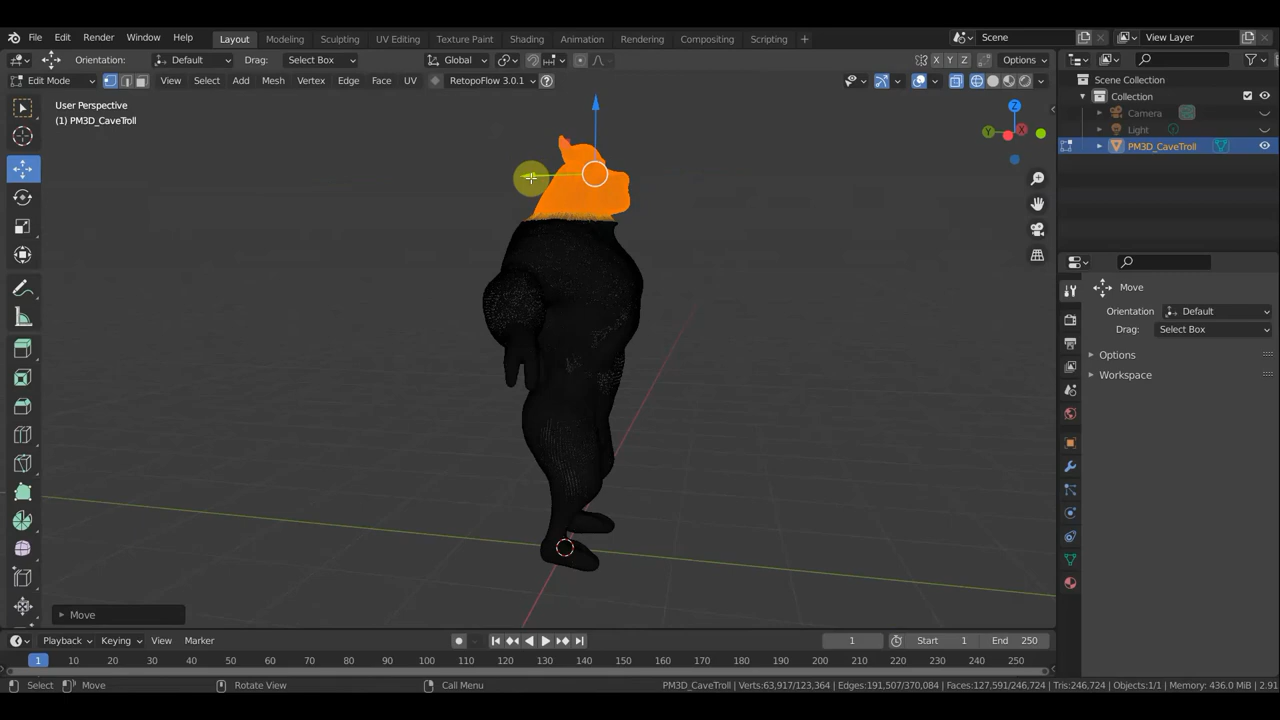 File Edit Render Window Help Layout Modeling Sculpting UV Editing Texture Paint Shading Animation Rendering Compositing Scripting + Scene View Layer
Orientation: Default Drag: Select Box Global X Y Z Options
Edit Mode View Select Add Mesh Vertex Edge Face UV RetopoFlow 3.0.1 ?
Scene Collection
Collection
Camera
Light
PM3D_CaveTroll
User Perspective
(1) PM3D_CaveTroll
Z
Y X
Move
Orientation Default
Drag: Select Box
Options
Workspace
Move
Playback Keying View Marker 1 Start 1 End 250
1 10 20 30 40 50 60 70 80 90 100 110 120 130 140 150 160 170 180 190 200 210 220 230 240 250
Select Move Rotate View Call Menu PM3D_CaveTroll | Verts:63,917/123,364 | Edges:191,507/370,084 | Faces:127,591/246,724 | Tris:246,724 | Objects:1/1 | Memory: 436.0 MiB | 2.91